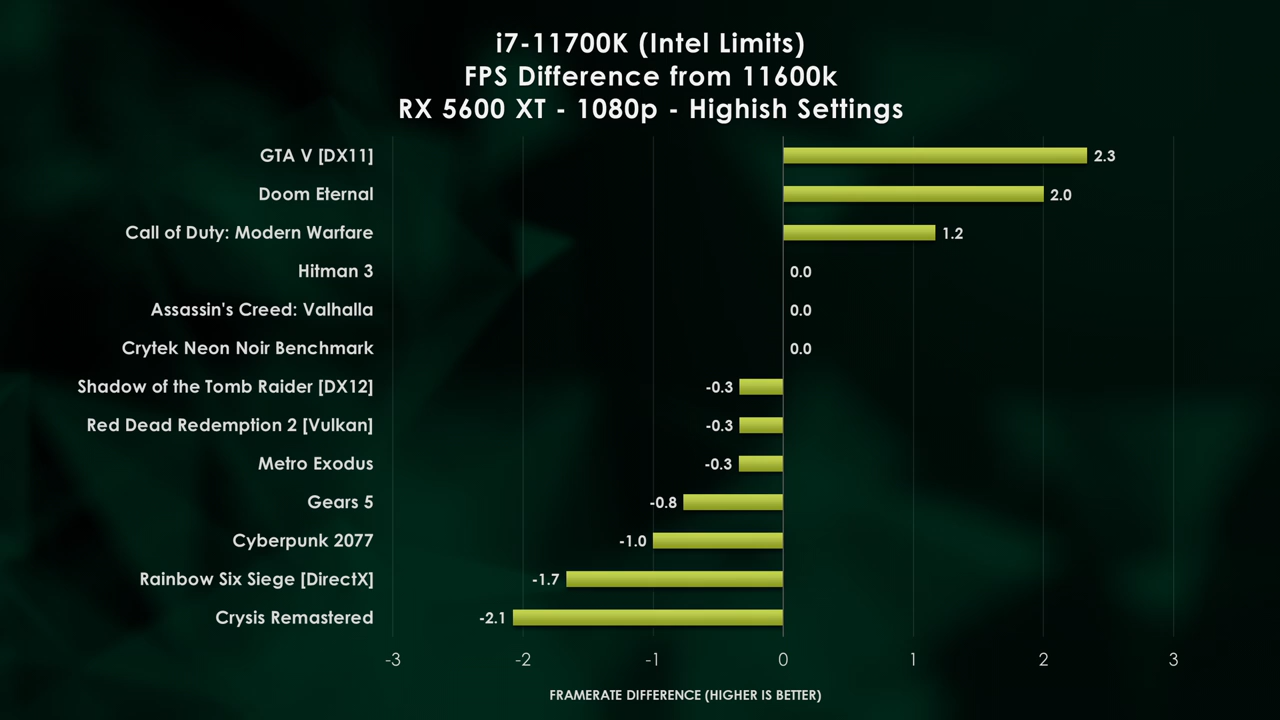 i7-11700K (Intel Limits)
FPS Difference from 11600k
RX 5600 XT - 1080p - Highish Settings
GTA V [DX11] 2.3
Doom Eternal 2.0
Call of Duty: Modern Warfare 1.2
Hitman 3 0.0
Assassin's Creed: Valhalla 0.0
Crytek Neon Noir Benchmark 0.0
Shadow of the Tomb Raider [DX12] -0.3
Red Dead Redemption 2 [Vulkan] -0.3
Metro Exodus -0.3
Gears 5 -0.8
Cyberpunk 2077 -1.0
Rainbow Six Siege [DirectX] -1.7
Crysis Remastered -2.1
-3 -2 -1 0 1 2 3
FRAMERATE DIFFERENCE (HIGHER IS BETTER)